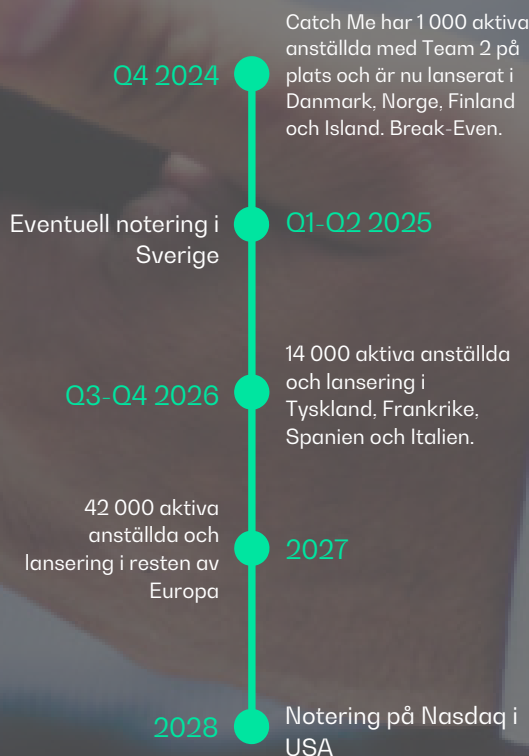 Q4 2024
Catch Me har 1 000 aktiva
anställda med Team 2 på
plats och är nu lanserat i
Danmark, Norge, Finland
och Island. Break-Even.
Eventuell notering i
Sverige
Q1-Q2 2025
Q3-Q4 2026
14 000 aktiva anställda
och lansering i
Tyskland, Frankrike,
Spanien och Italien.
42 000 aktiva
anställda och
lansering i resten av
Europa
2027
2028
Notering på Nasdaq i
USA